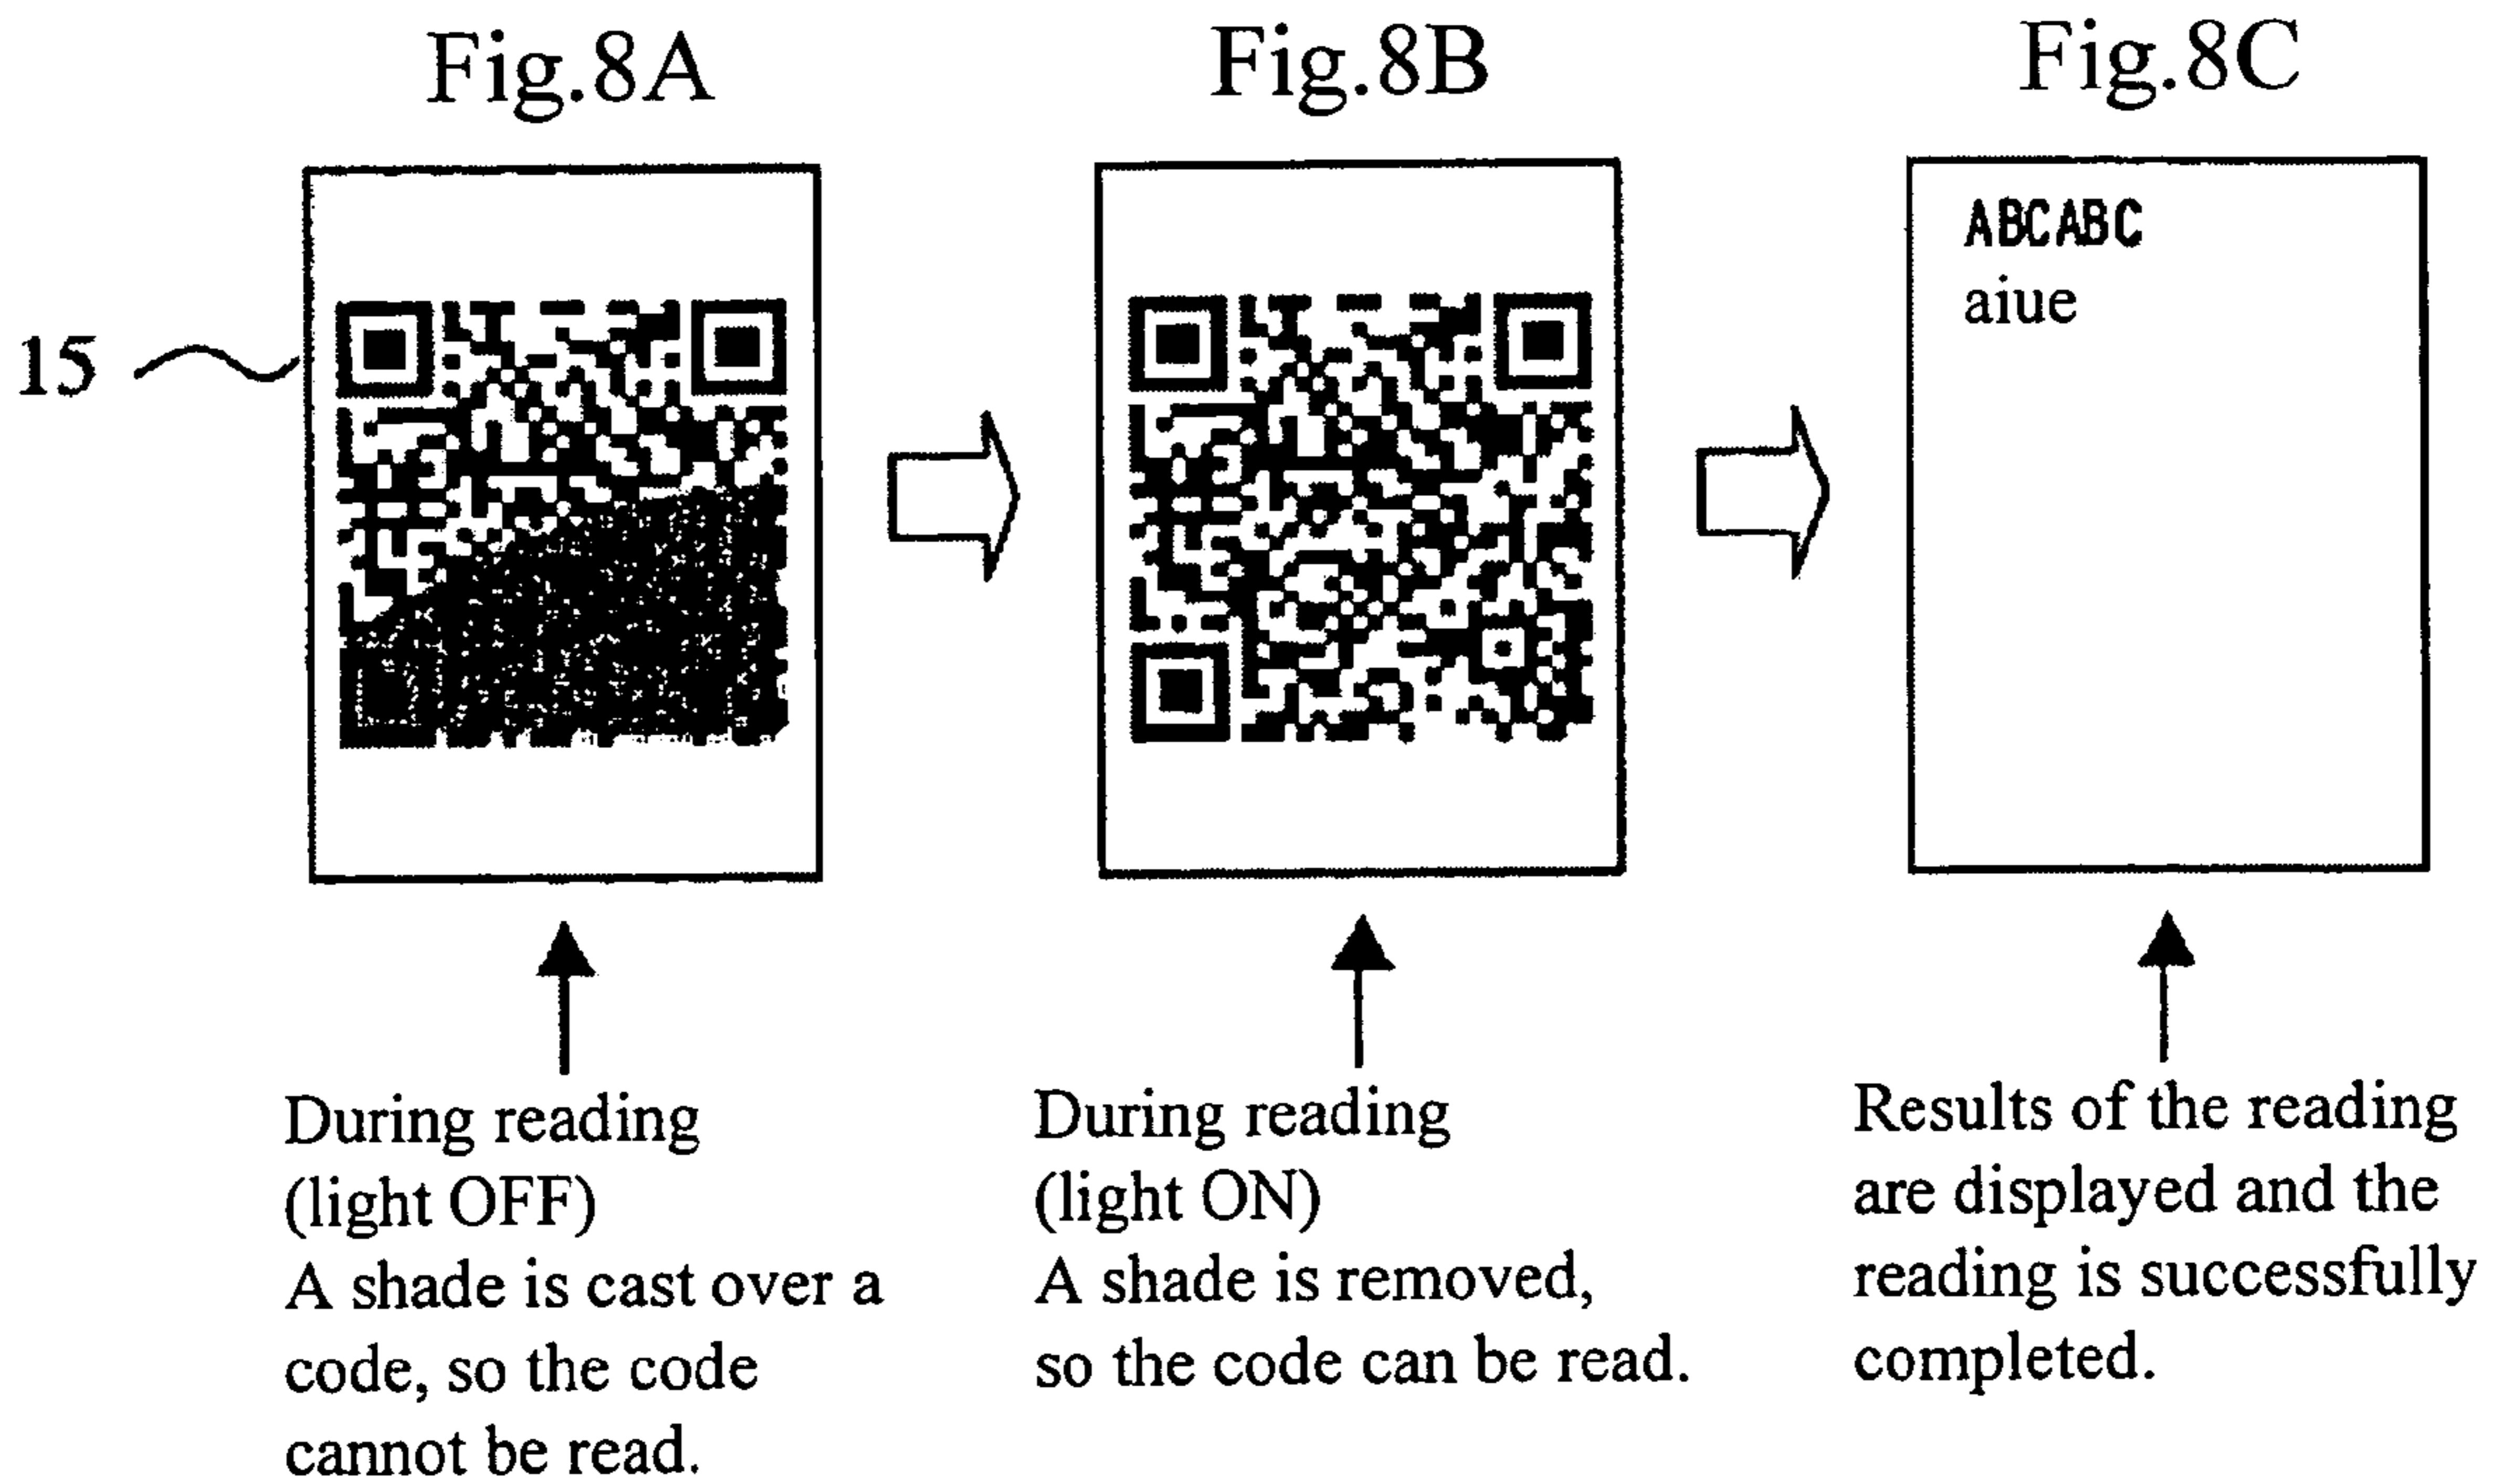 Fig.8A
Fig.8B
Fig.8C
15
ABCABC
aiue
During reading
(light OFF)
A shade is cast over a
code, so the code
cannot be read.
During reading
(light ON)
A shade is removed,
so the code can be read.
Results of the reading
are displayed and the
reading is successfully
completed.